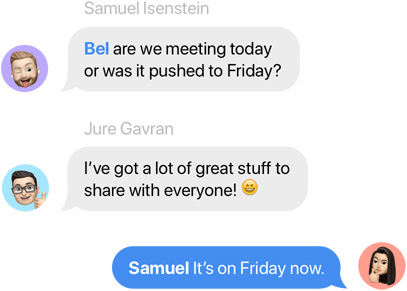 Samuel Isenstein
Bel are we meeting today
or was it pushed to Friday?
Jure Gavran
I’ve got a lot of great stuff to
share with everyone! 😄
Samuel It’s on Friday now.